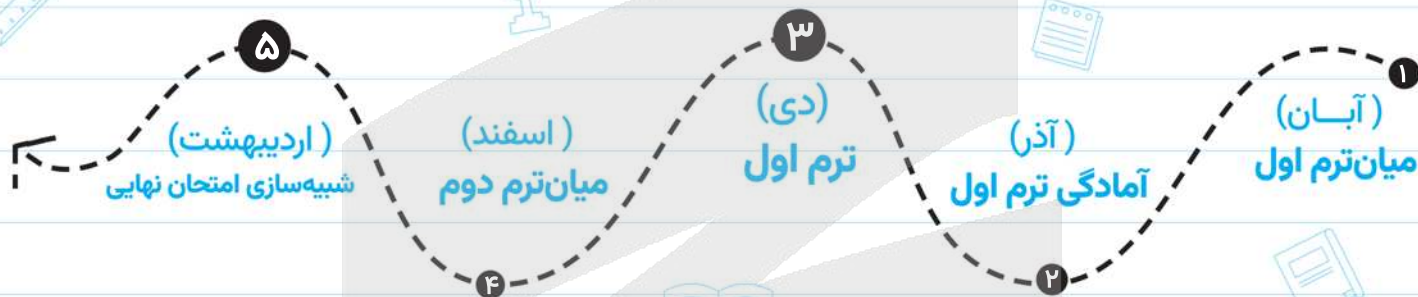 ۱
( آبـــان )
میان‌ترم اول
۲
( آذر )
آمادگی ترم اول
۳
(دی)
ترم اول
۴
( اسفند )
میان‌ترم دوم
۵
( اردیبهشت )
شبیه‌سازی امتحان نهایی